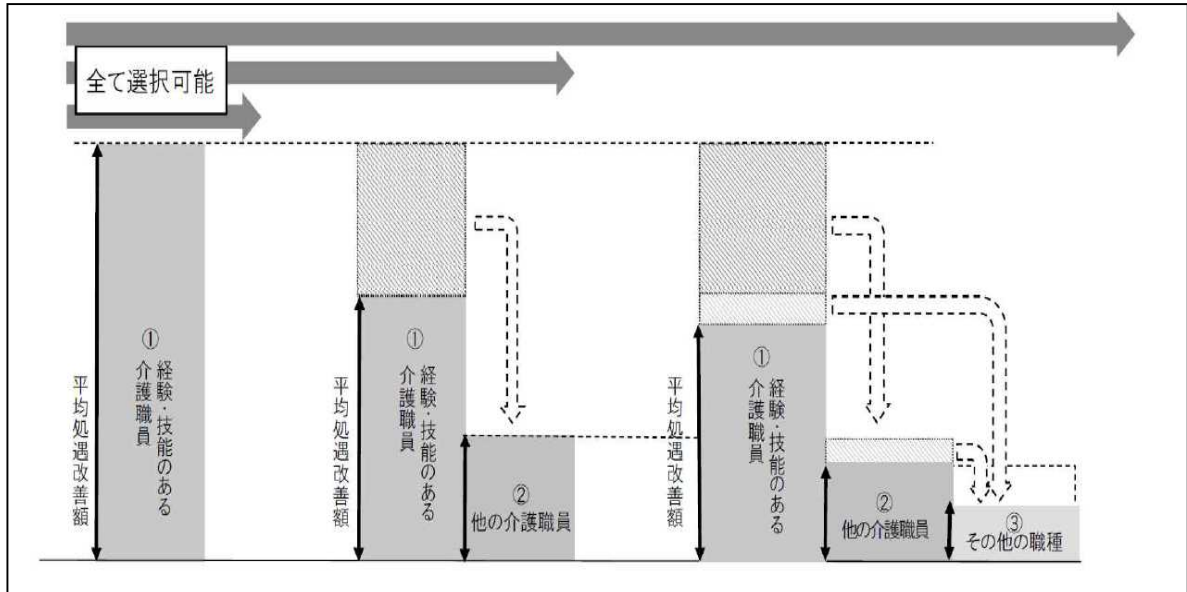 全て選択可能
平均処遇改善額
①
経験・技能のある
介護職員
平均処遇改善額
①
経験・技能のある
介護職員
②
他の介護職員
平均処遇改善額
①
経験・技能のある
介護職員
②
他の介護職員
③
その他の職種